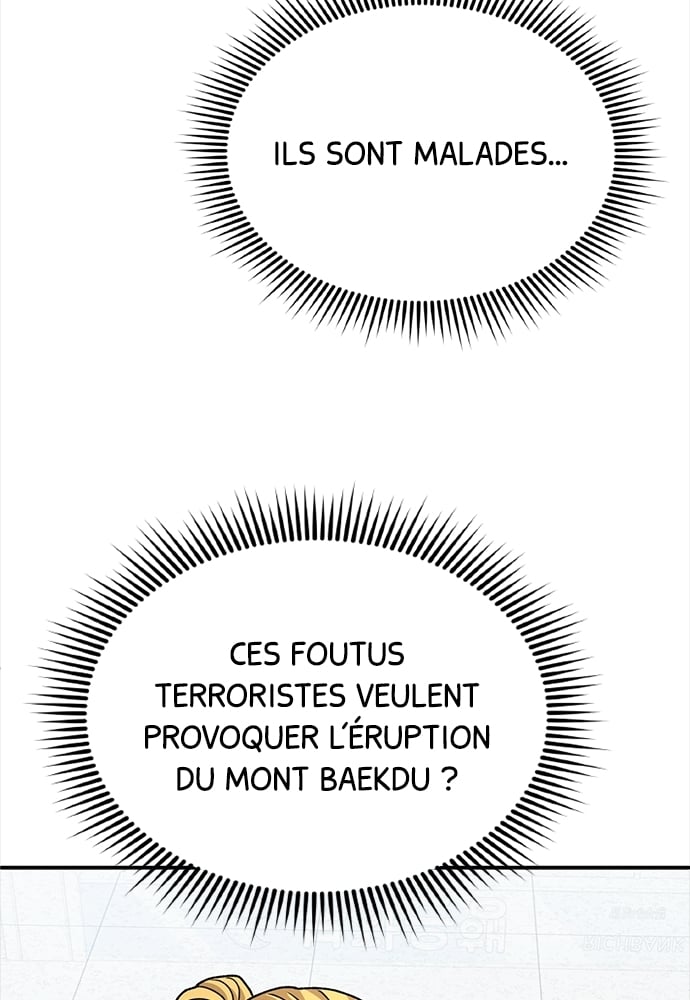 ILS SONT MALADES...
CES FOUTUS
TERRORISTES VEULENT
PROVOQUER L'ÉRUPTION
DU MONT BAEKDU ?